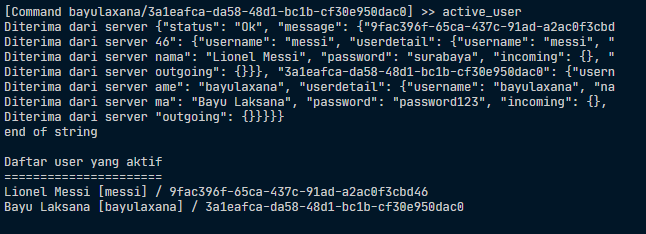 [Command bayulaxana/3a1eafca-da58-48d1-bc1b-cf30e950dac0] >> active_user
Diterima dari server {"status": "Ok", "message": {"9fac396f-65ca-437c-91ad-a2ac0f3cbd
Diterima dari server 46": {"username": "messi", "userdetail": {"username": "messi", "
Diterima dari server nama": "Lionel Messi", "password": "surabaya", "incoming": {}, "
Diterima dari server outgoing": {}}}, "3a1eafca-da58-48d1-bc1b-cf30e950dac0": {"usern
Diterima dari server ame": "bayulaxana", "userdetail": {"username": "bayulaxana", "na
Diterima dari server ma": "Bayu Laksana", "password": "password123", "incoming": {},
Diterima dari server "outgoing": {}}}}}
end of string
Daftar user yang aktif
======================
Lionel Messi [messi] / 9fac396f-65ca-437c-91ad-a2ac0f3cbd46
Bayu Laksana [bayulaxana] / 3a1eafca-da58-48d1-bc1b-cf30e950dac0